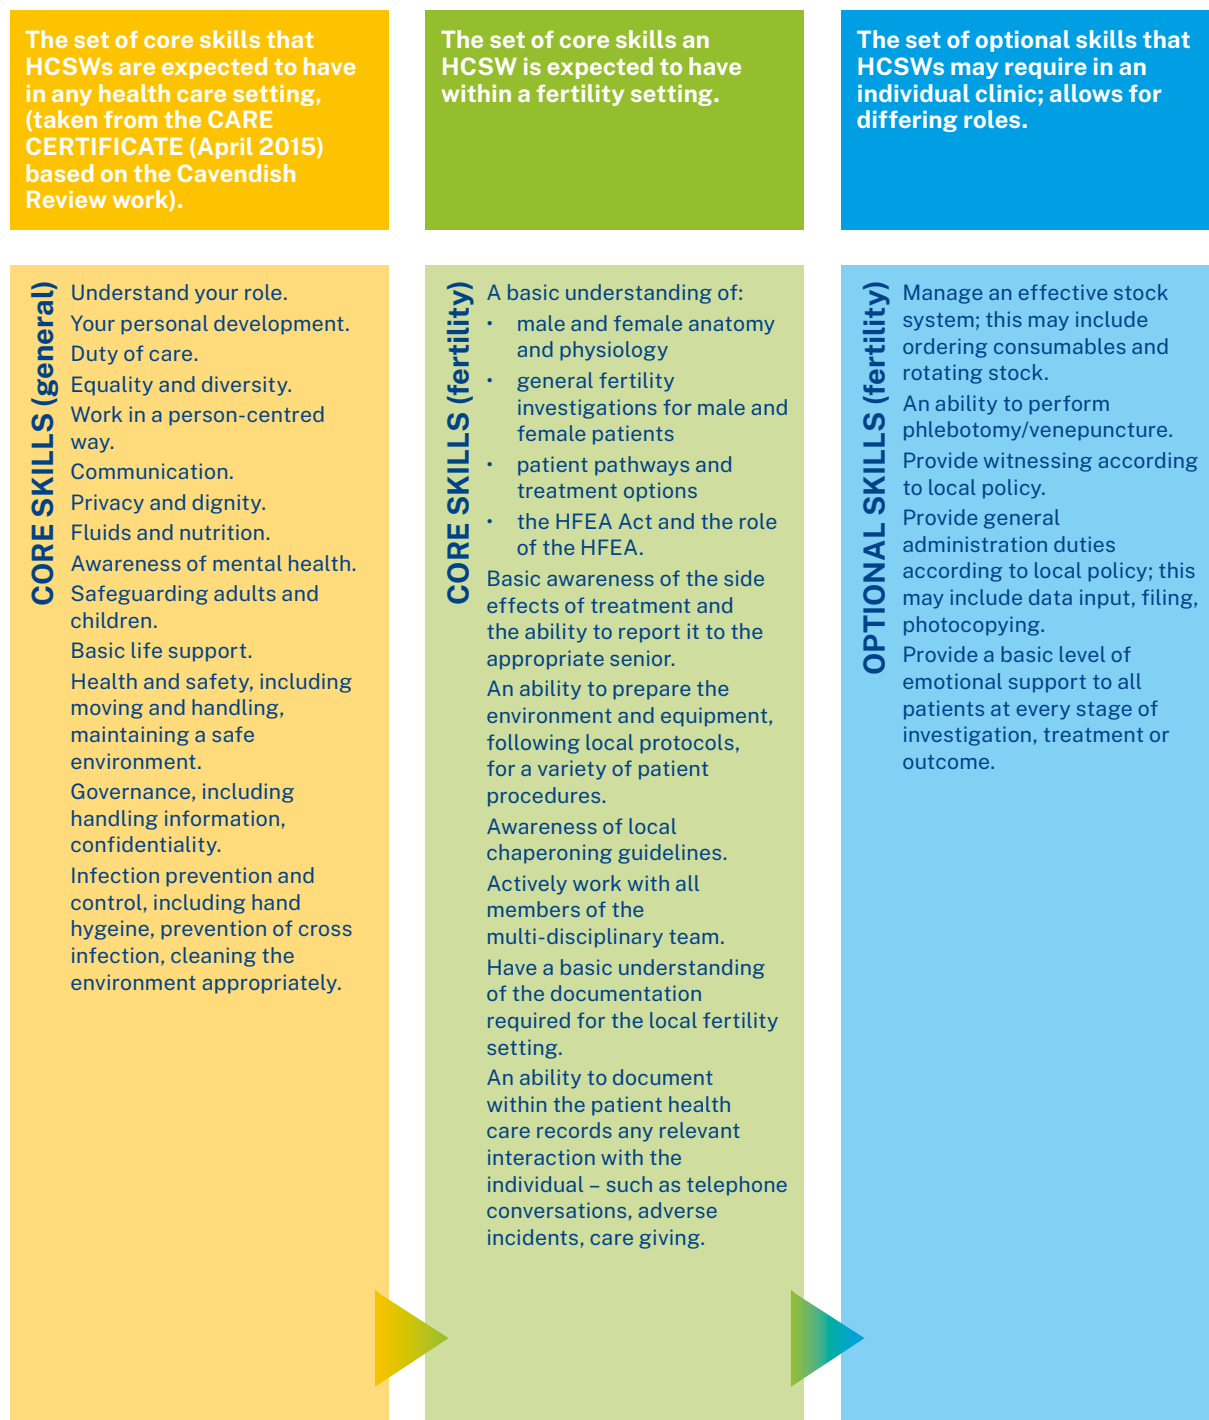 The set of core skills that
HCSWs are expected to have
in any health care setting,
(taken from the CARE
CERTIFICATE (April 2015)
based on the Cavendish
Review work).
The set of core skills an
HCSW is expected to have
within a fertility setting.
The set of optional skills that
HCSWs may require in an
individual clinic; allows for
differing roles.
CORE SKILLS (general)
Understand your role.
Your personal development.
Duty of care.
Equality and diversity.
Work in a person-centred
way.
Communication.
Privacy and dignity.
Fluids and nutrition.
Awareness of mental health.
Safeguarding adults and
children.
Basic life support.
Health and safety, including
moving and handling,
maintaining a safe
environment.
Governance, including
handling information,
confidentiality.
Infection prevention and
control, including hand
hygeine, prevention of cross
infection, cleaning the
environment appropriately.
CORE SKILLS (fertility)
A basic understanding of:
• male and female anatomy
and physiology
• general fertility
investigations for male and
female patients
• patient pathways and
treatment options
• the HFEA Act and the role
of the HFEA.
Basic awareness of the side
effects of treatment and
the ability to report it to the
appropriate senior.
An ability to prepare the
environment and equipment,
following local protocols,
for a variety of patient
procedures.
Awareness of local
chaperoning guidelines.
Actively work with all
members of the
multi-disciplinary team.
Have a basic understanding
of the documentation
required for the local fertility
setting.
An ability to document
within the patient health
care records any relevant
interaction with the
individual – such as telephone
conversations, adverse
incidents, care giving.
OPTIONAL SKILLS (fertility)
Manage an effective stock
system; this may include
ordering consumables and
rotating stock.
An ability to perform
phlebotomy/venepuncture.
Provide witnessing according
to local policy.
Provide general
administration duties
according to local policy; this
may include data input, filing,
photocopying.
Provide a basic level of
emotional support to all
patients at every stage of
investigation, treatment or
outcome.